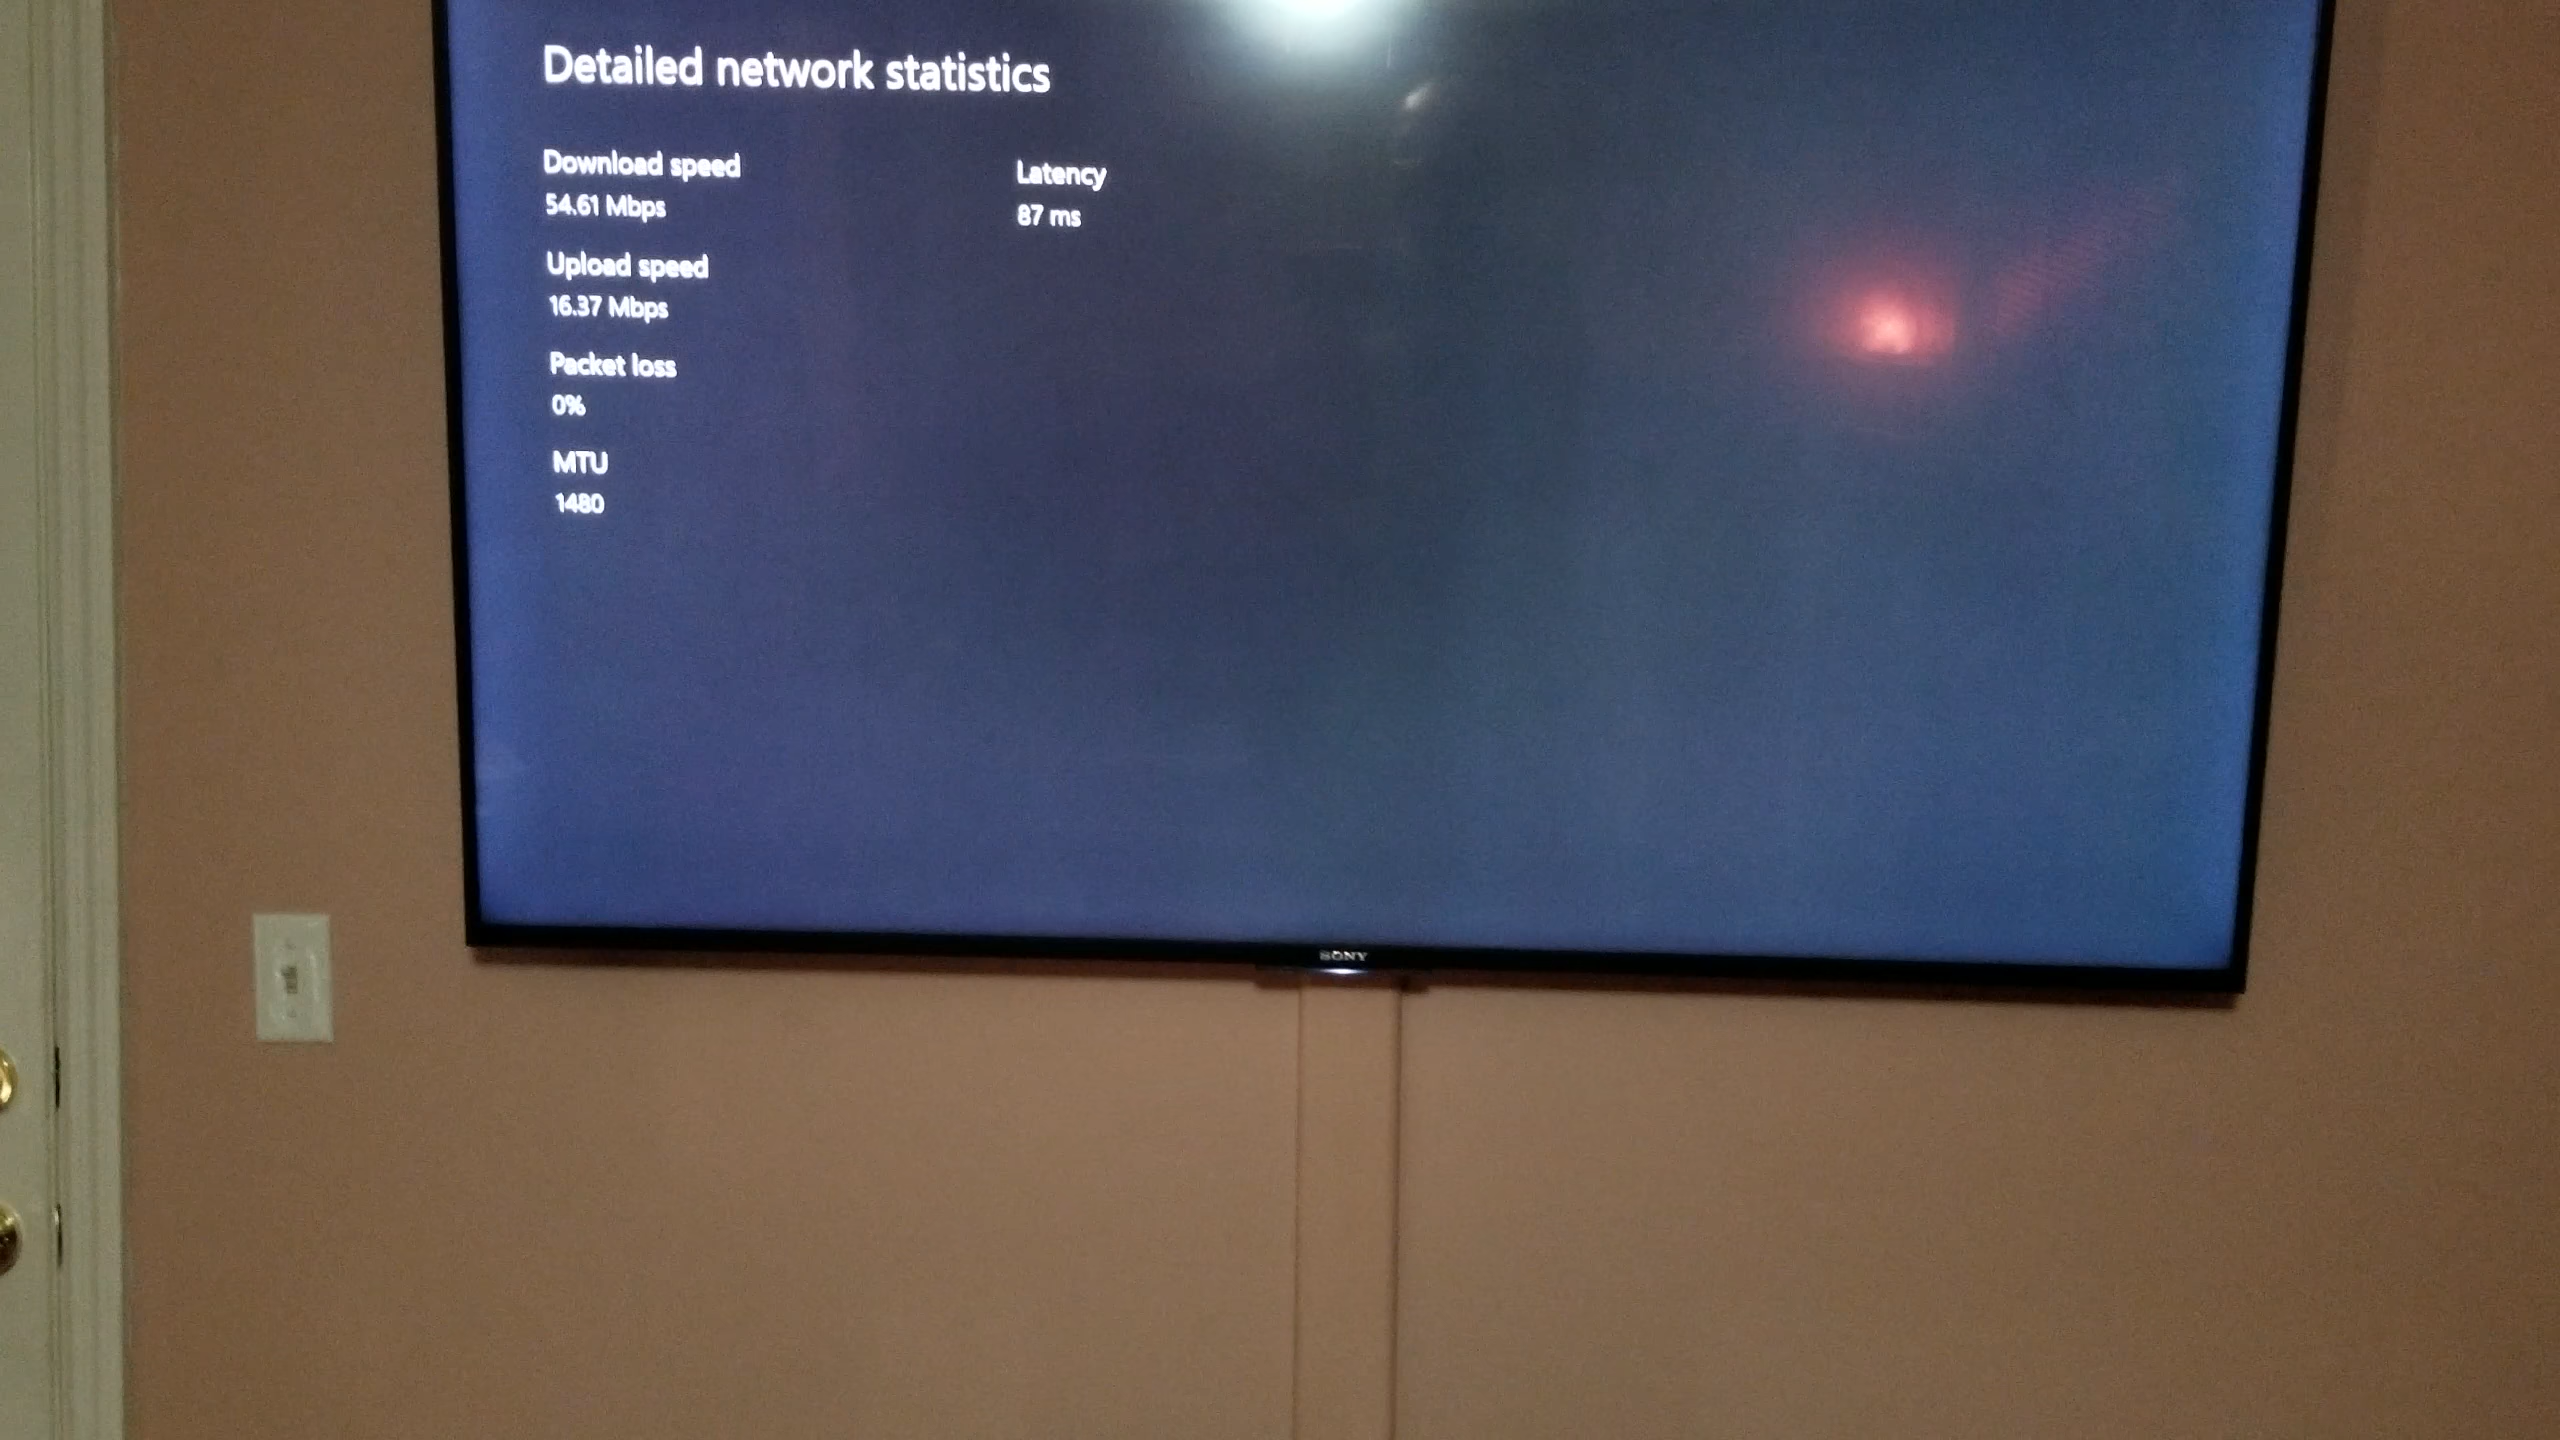 Detailed network statistics
Download speed
54.61 Mbps
Upload speed
16.37 Mbps
Packet loss
0%
MTU
1480
Latency
87 ms
SONY